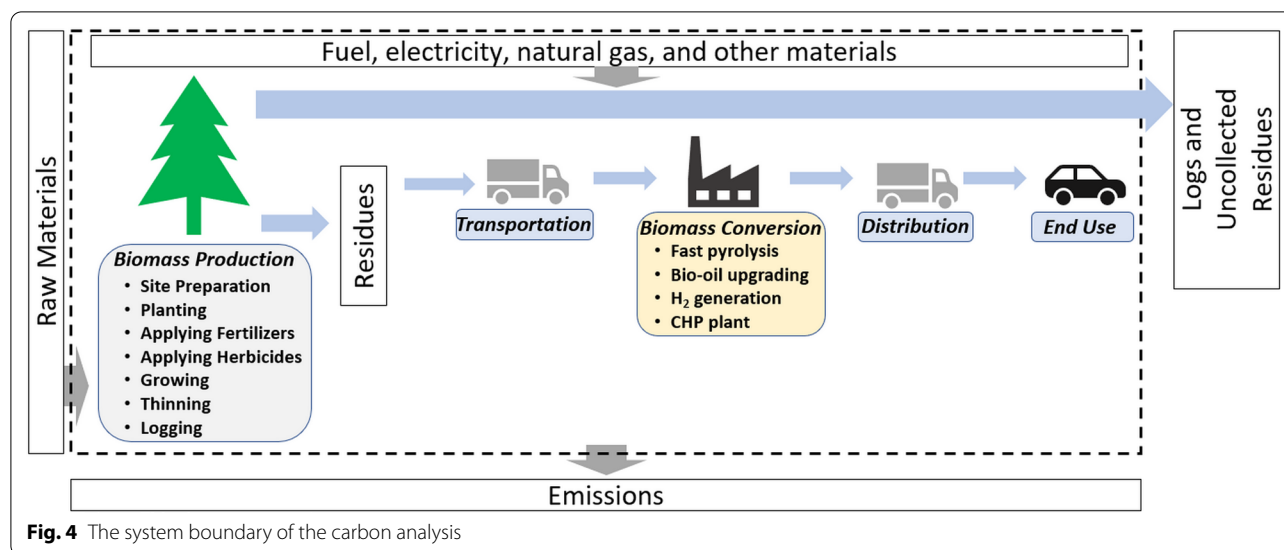 Fuel, electricity, natural gas, and other materials
Raw Materials
Biomass Production
• Site Preparation
• Planting
• Applying Fertilizers
• Applying Herbicides
• Growing
• Thinning
• Logging
Residues
Transportation
Biomass Conversion
• Fast pyrolysis
• Bio-oil upgrading
• H₂ generation
• CHP plant
Distribution
End Use
Logs and
Uncollected
Residues
Emissions
Fig. 4 The system boundary of the carbon analysis